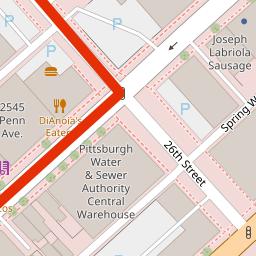 P
P
Joseph
Labriola
Sausage
P
2545
Penn
Ave.
DiAnoia's
Eatery
Pittsburgh
Water
& Sewer
Authority
Central
Warehouse
26th Street
Spring W
P